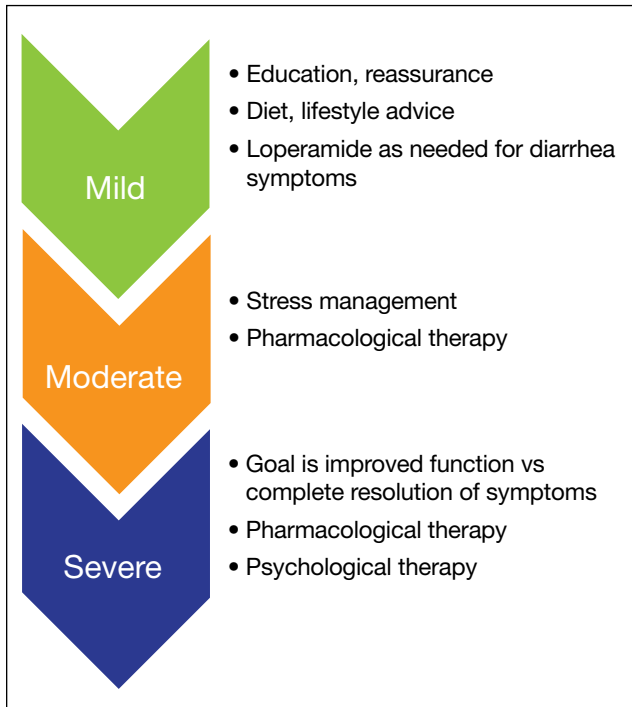 • Education, reassurance
• Diet, lifestyle advice
• Loperamide as needed for diarrhea
symptoms
Mild
• Stress management
• Pharmacological therapy
Moderate
• Goal is improved function vs
complete resolution of symptoms
• Pharmacological therapy
• Psychological therapy
Severe